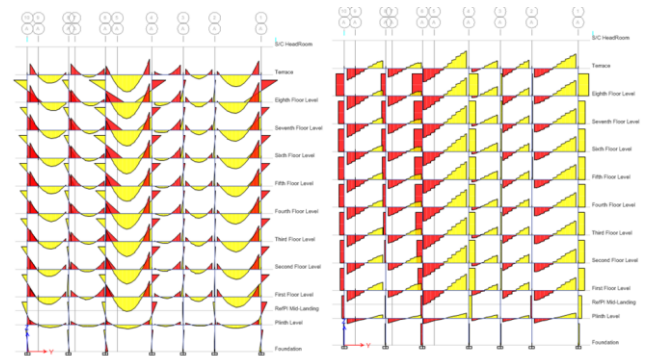 S/C HeadRoom
Terrace
Eighth Floor Level
Seventh Floor Level
Sixth Floor Level
Fifth Floor Level
Fourth Floor Level
Third Floor Level
Second Floor Level
First Floor Level
Ref/Pl Mid-Landing
Plinth Level
Y
Foundation
S/C HeadRoom
Terrace
Eighth Floor Level
Seventh Floor Level
Sixth Floor Level
Fifth Floor Level
Fourth Floor Level
Third Floor Level
Second Floor Level
First Floor Level
Ref/Pl Mid-Landing
Plinth Level
Y
Foundation